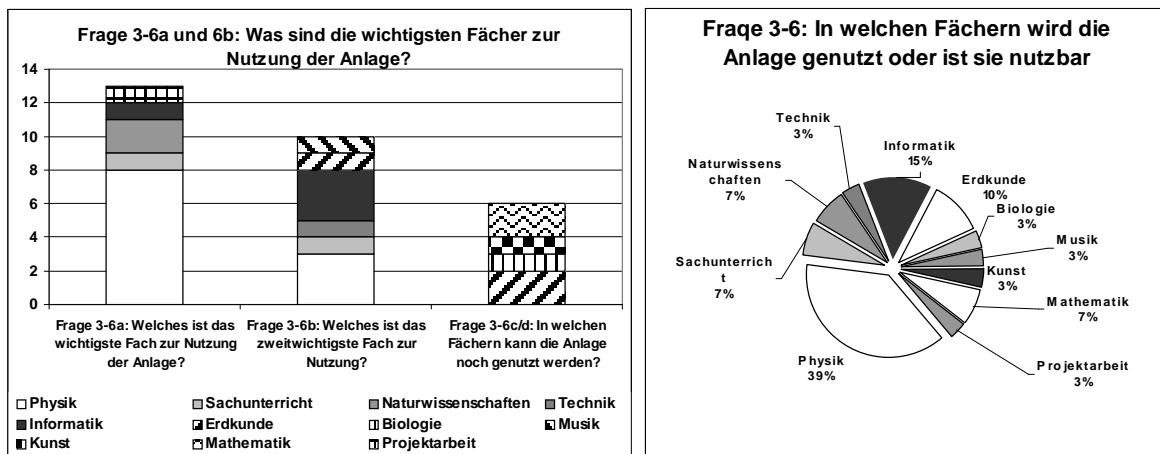 Frage 3-6a und 6b: Was sind die wichtigsten Fächer zur
Nutzung der Anlage?
14
12
10
8
6
4
2
0
Frage 3-6a: Welches ist das
wichtigste Fach zur Nutzung
der Anlage?
Frage 3-6b: Welches ist das
zweitwichtigste Fach zur
Nutzung?
Frage 3-6c/d: In welchen
Fächern kann die Anlage
noch genutzt werden?
Physik
Sachunterricht
Naturwissenschaften
Technik
Informatik
Erdkunde
Biologie
Musik
Kunst
Mathematik
Projektarbeit
Fraqe 3-6: In welchen Fächern wird die
Anlage genutzt oder ist sie nutzbar
Technik
3%
Informatik
15%
Naturwissens
chaften
7%
Erdkunde
10%
Biologie
3%
Musik
3%
Sachunterrich
t
7%
Kunst
3%
Mathematik
7%
Physik
39%
Projektarbeit
3%